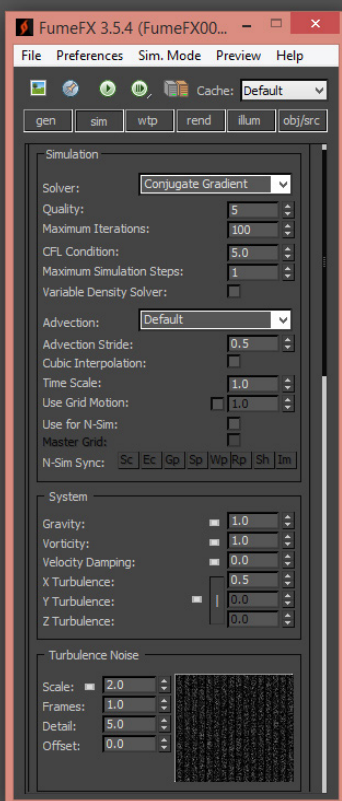 FumeFX 3.5.4 (FumeFX00...
File Preferences Sim. Mode Preview Help
Cache: Default
gen sim wtp rend illum obj/src
Simulation
Solver: Conjugate Gradient
Quality: 5
Maximum Iterations: 100
CFL Condition: 5.0
Maximum Simulation Steps: 1
Variable Density Solver:
Advection: Default
Advection Stride: 0.5
Cubic Interpolation:
Time Scale: 1.0
Use Grid Motion: 1.0
Use for N-Sim:
Master Grid:
N-Sim Sync: Sc Ec Gp Sp Wp Rp Sh Im
System
Gravity: 1.0
Vorticity: 1.0
Velocity Damping: 0.0
X Turbulence: 0.5
Y Turbulence: 0.0
Z Turbulence: 0.0
Turbulence Noise
Scale: 2.0
Frames: 1.0
Detail: 5.0
Offset: 0.0